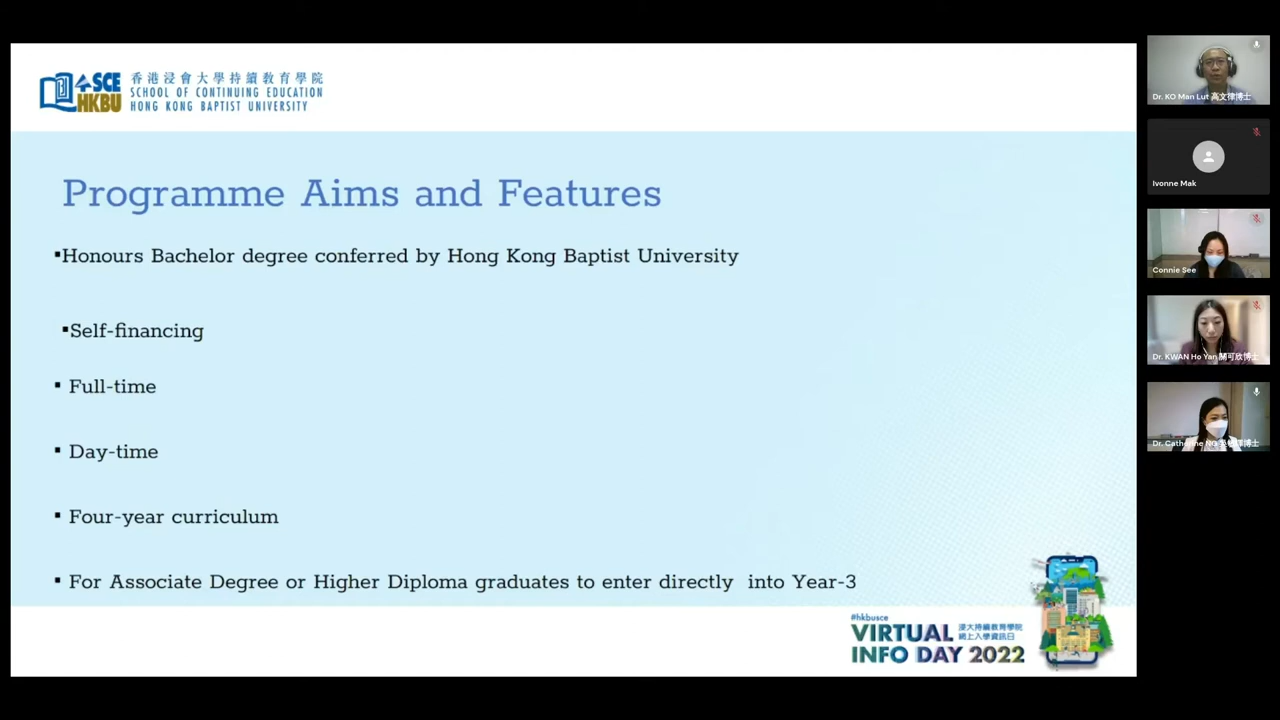 SCE
HKBU
香港浸會大學持續教育學院
SCHOOL OF CONTINUING EDUCATION
HONG KONG BAPTIST UNIVERSITY
Programme Aims and Features
▪Honours Bachelor degree conferred by Hong Kong Baptist University
▪Self-financing
▪ Full-time
▪ Day-time
▪ Four-year curriculum
▪ For Associate Degree or Higher Diploma graduates to enter directly into Year-3
#hkbusce
VIRTUAL
INFO DAY 2022
浸大持續教育學院
網上入學資訊日
Dr. KO Man Lut 高文律博士
Ivonne Mak
Connie See
Dr. KWAN Ho Yan 關可欣博士
Dr. Catherine NG